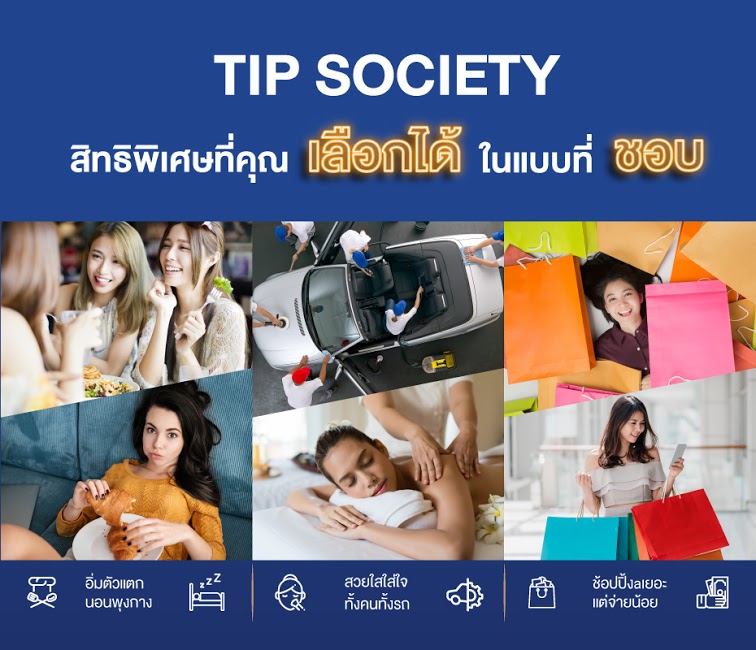 TIP SOCIETY
สิทธิพิเศษที่คุณ เลือกได้ ในแบบที่ ชอบ
อิ่มตัวแตก
นอนพุงกาง
zzZ
สวยใสใส่ใจ
ทั้งคนทั้งรถ
ช้อปปิ้งaเยอะ
แต่จ่ายน้อย